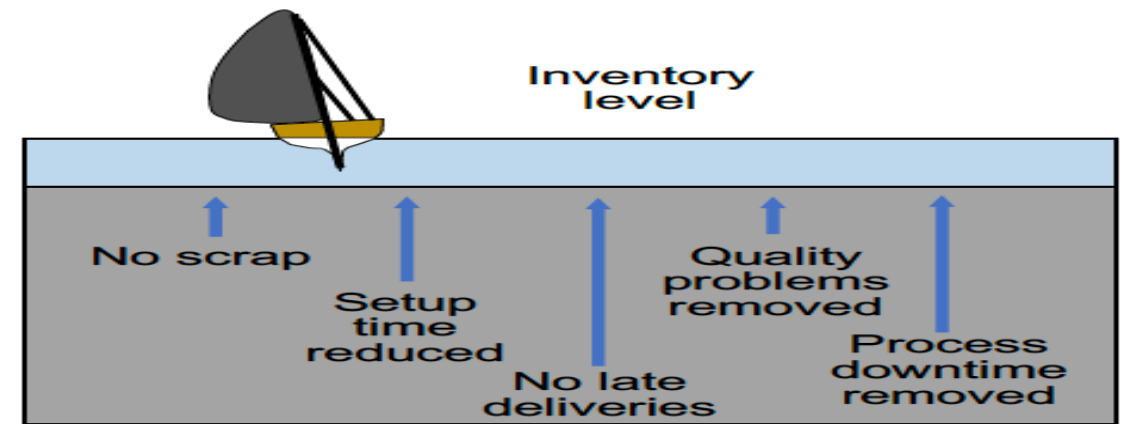 Inventory
level
No scrap
Setup
time
reduced
No late
deliveries
Quality
problems
removed
Process
downtime
removed